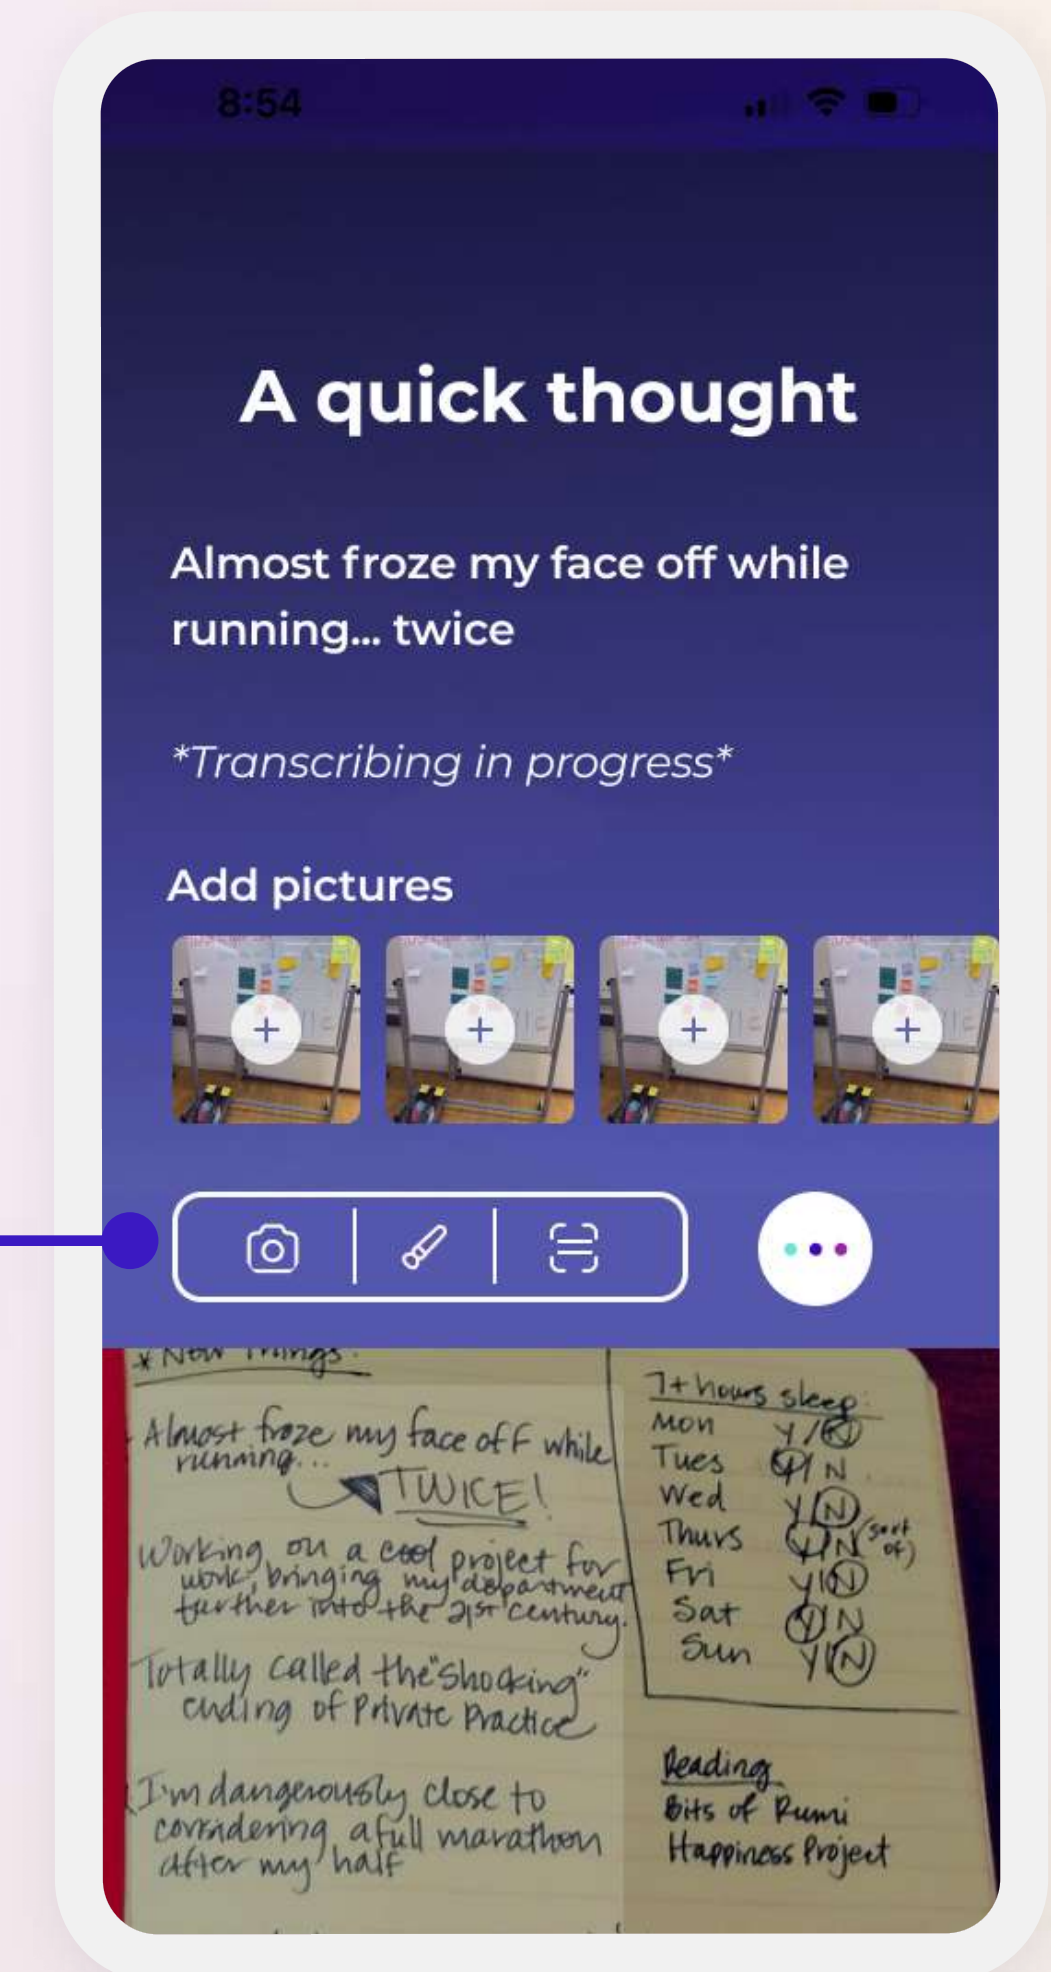 8:54
A quick thought
Almost froze my face off while
running... twice
*Transcribing in progress*
Add pictures
* New Things:
- Almost froze my face off while
running...
TWICE!
Working on a cool project for
work, bringing my department
further into the 21st century.
Totally called the "shocking"
ending of Private Practice
I'm dangerously close to
considering a full marathon
after my half
7+ hours sleep:
Mon Y/N
Tues Y/N
Wed Y/N
Thurs Y/N (sort
of)
Fri Y/N
Sat Y/N
Sun Y/N
Reading
Bits of Rumi
Happiness Project